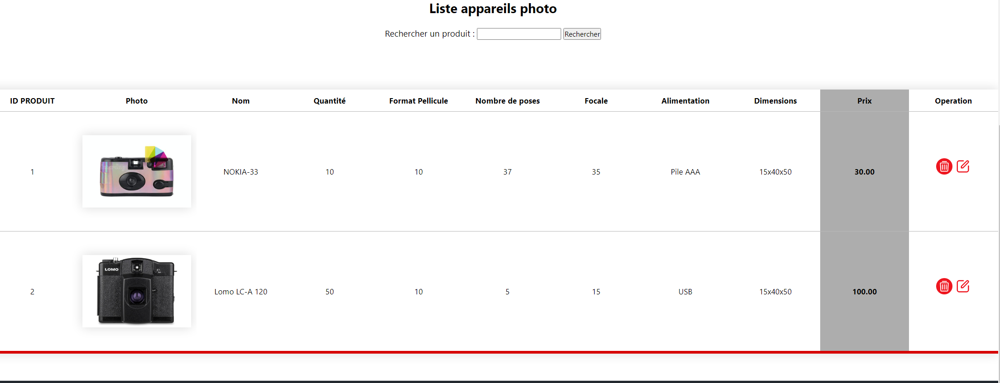 Liste appareils photo
Rechercher un produit : Rechercher
ID PRODUIT Photo Nom Quantité Format Pellicule Nombre de poses Focale Alimentation Dimensions Prix Operation
1 NOKIA-33 10 10 37 35 Pile AAA 15x40x50 30.00
LOMO
2 Lomo LC-A 120 50 10 5 15 USB 15x40x50 100.00